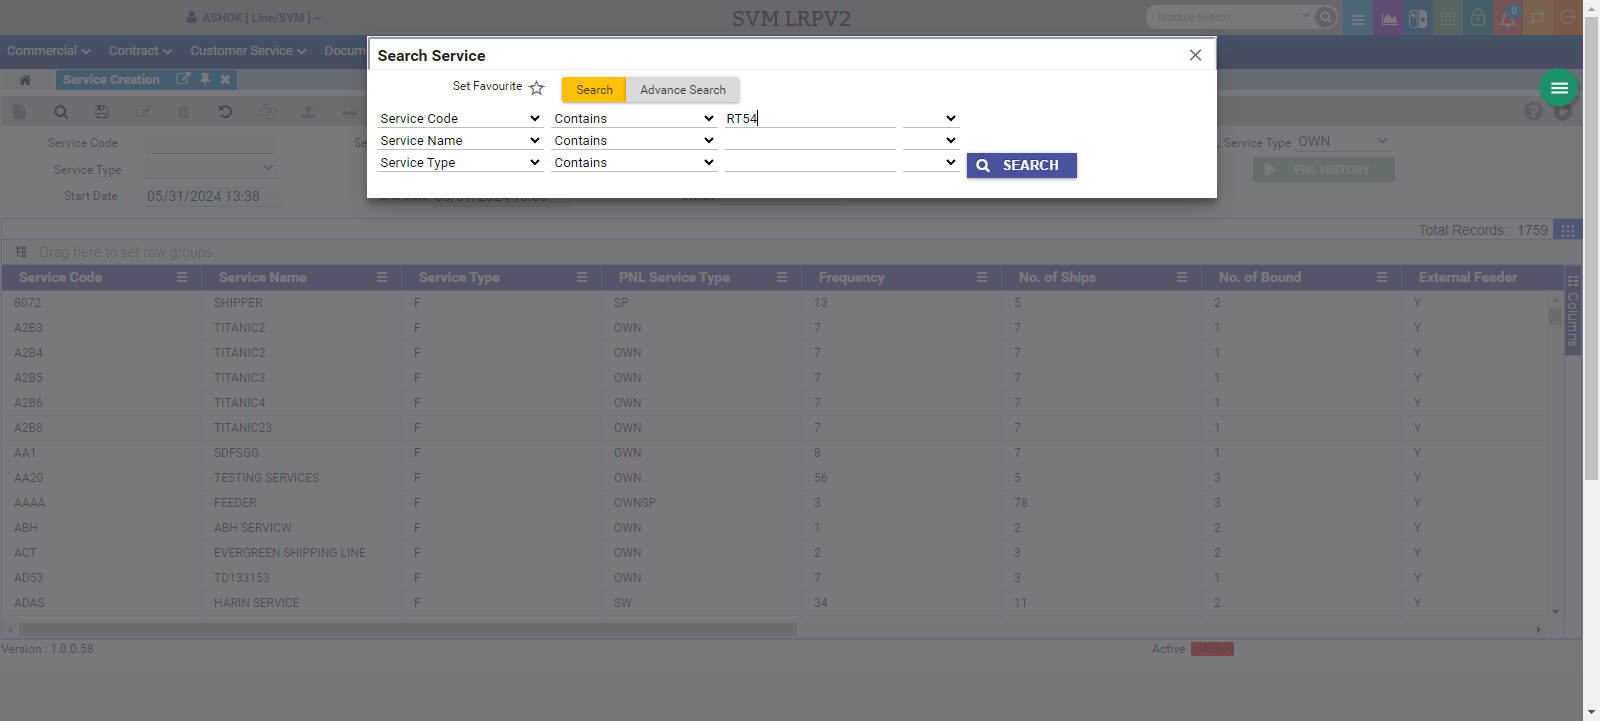 ASHOK [ Line/SVM ]
SVM LRPV2
Module Search
0
Commercial Contract Customer Service Docum
Search Service
Service Creation
Set Favourite Search Advance Search
Service Code Contains RT54
Service Name Contains
Service Type Contains
SEARCH
Service Code Se Service Type OWN
Service Type PNL HISTORY
Start Date 05/31/2024 13:38
Total Records : 1759
Drag here to set row groups
Service Code Service Name Service Type PNL Service Type Frequency No. of Ships No. of Bound External Feeder
8072 SHIPPER F SP 13 5 2 Y
A2B3 TITANIC2 F OWN 7 7 1 Y
A2B4 TITANIC2 F OWN 7 7 1 Y
A2B5 TITANIC3 F OWN 7 7 1 Y
A2B6 TITANIC4 F OWN 7 7 1 Y
A2B8 TITANIC23 F OWN 7 7 1 Y
AA1 SDFSGG F OWN 8 7 1 Y
AA20 TESTING SERVICES F OWN 56 5 3 Y
AAAA FEEDER F OWNSP 3 78 3 Y
ABH ABH SERVICW F OWN 1 2 2 Y
ACT EVERGREEN SHIPPING LINE F OWN 2 3 2 Y
AD53 TD133153 F OWN 7 3 1 Y
ADAS HARIN SERVICE F SW 34 11 2 Y
Columns
Version : 1.0.0.58
Active InActive